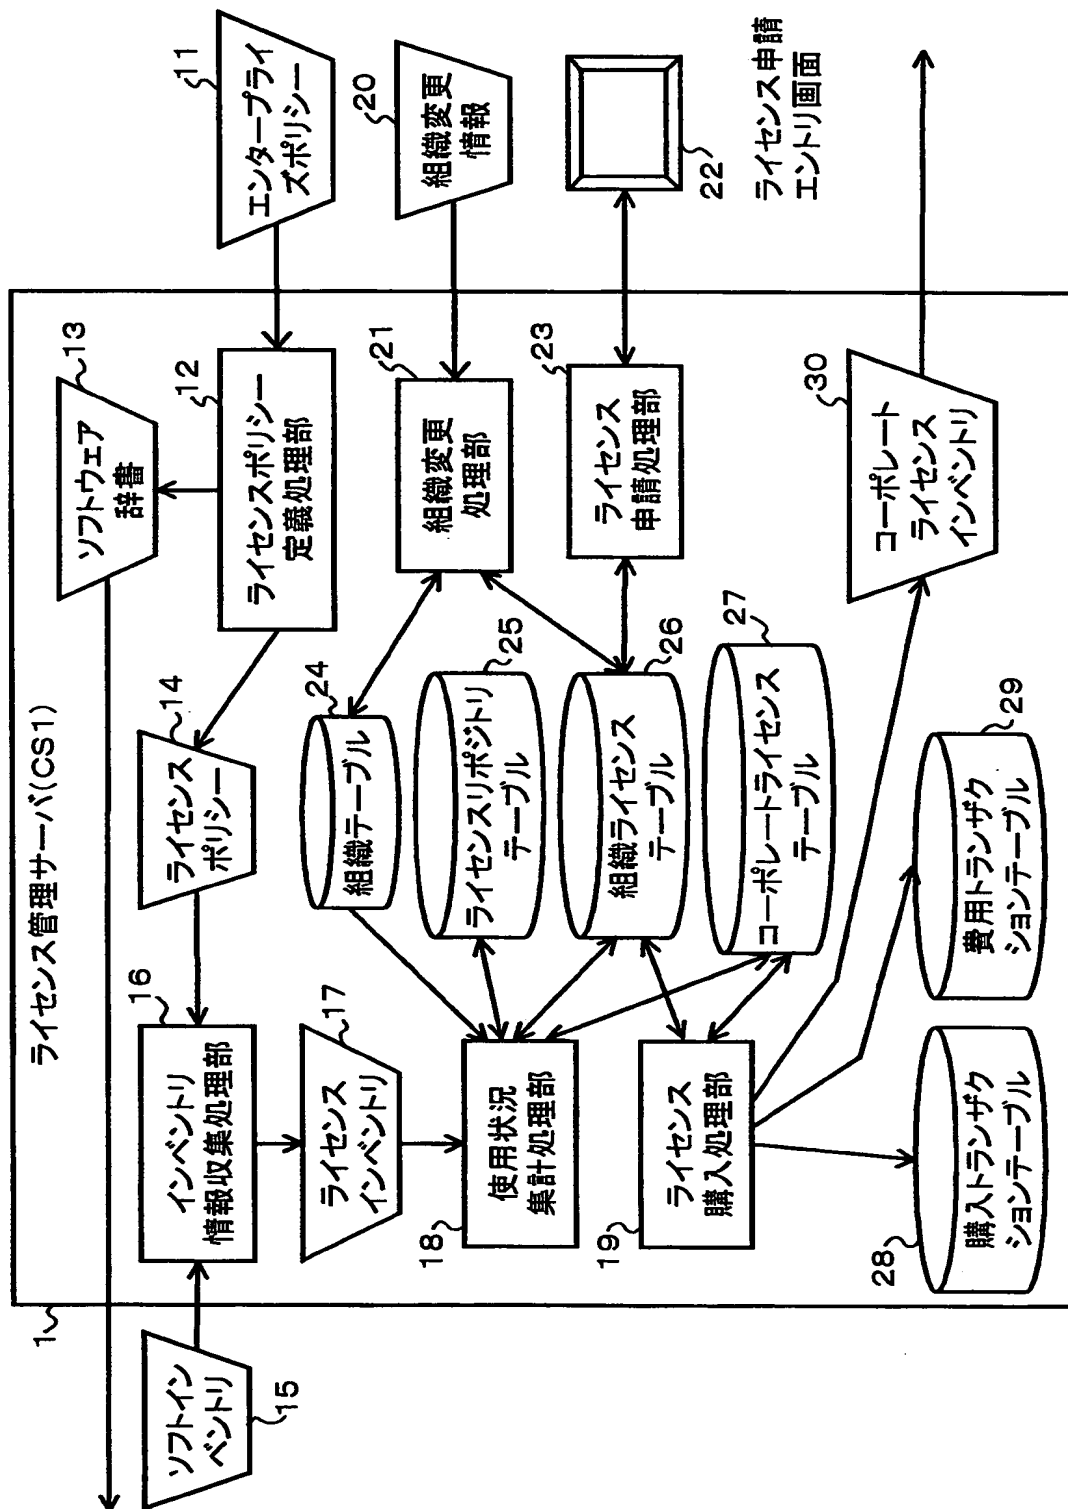 ライセンス管理サーバ(CS1)
1
ソフトイン
ベントリ
15
インベントリ
情報収集処理部
16
ライセンス
ポリシー
14
ソフトウェア
辞書
13
ライセンスポリシー
定義処理部
12
エンタープライ
ズポリシー
11
ライセンス
インベントリ
17
組織テーブル
24
組織変更
処理部
21
組織変更
情報
20
使用状況
集計処理部
18
ライセンスリポジトリ
テーブル
25
組織ライセンス
テーブル
26
ライセンス
申請処理部
23
22
ライセンス申請
エントリ画面
ライセンス
購入処理部
19
コーポレートライセンス
テーブル
27
購入トランザク
ションテーブル
28
費用トランザク
ションテーブル
29
コーポレート
ライセンス
インベントリ
30